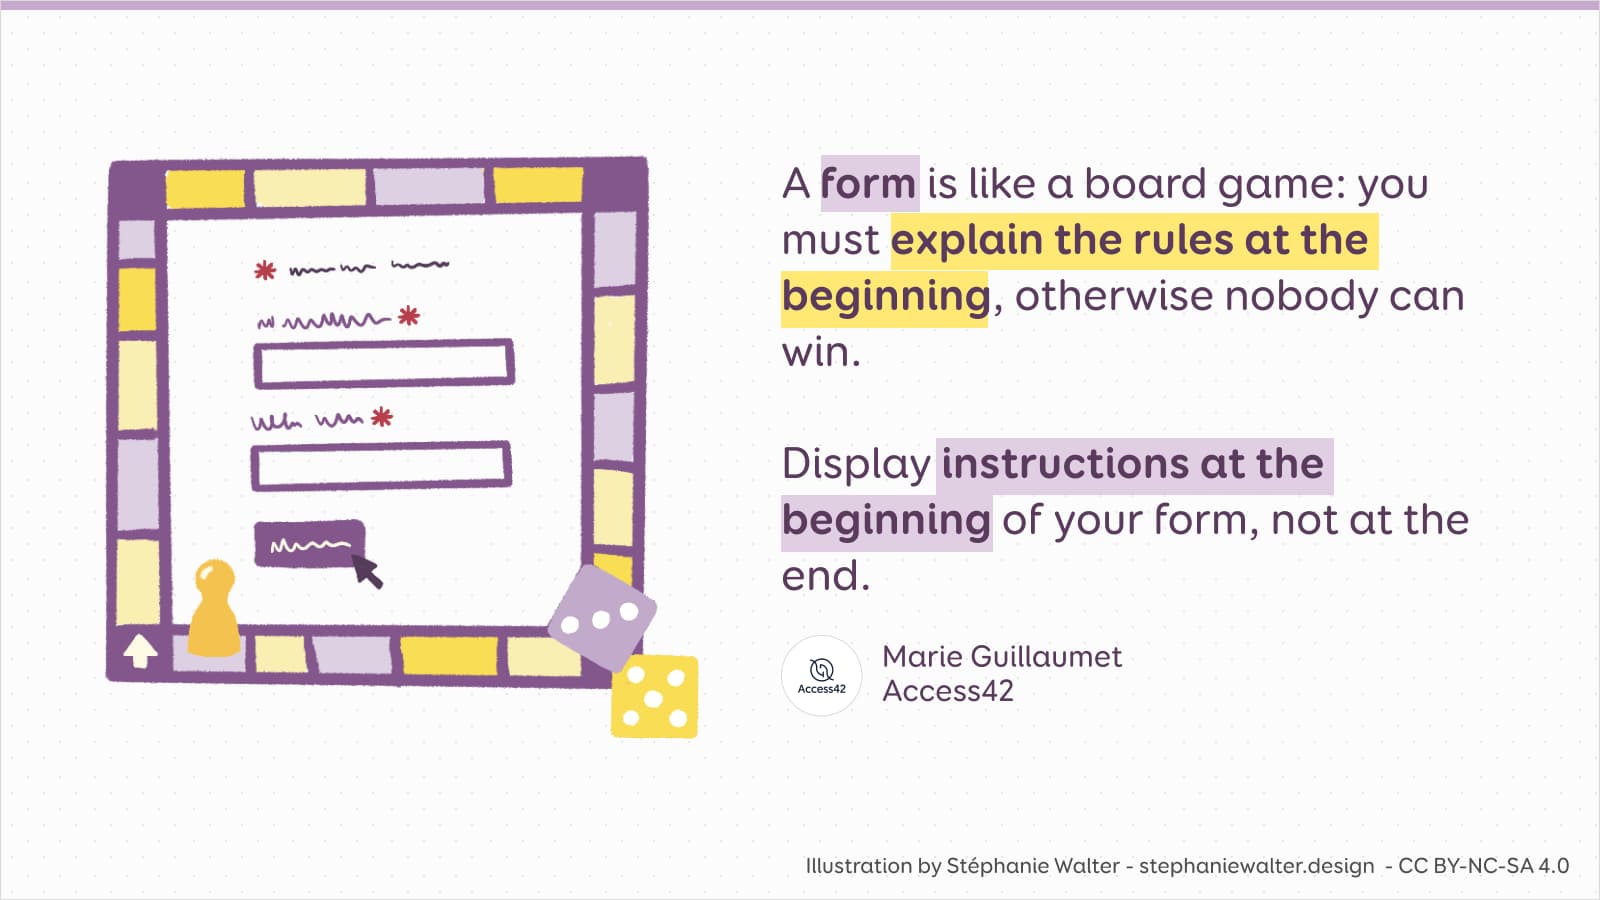 A form is like a board game: you
must explain the rules at the
beginning, otherwise nobody can
win.
Display instructions at the
beginning of your form, not at the
end.
Access42
Marie Guillaumet
Access42
Illustration by Stéphanie Walter - stephaniewalter.design - CC BY-NC-SA 4.0